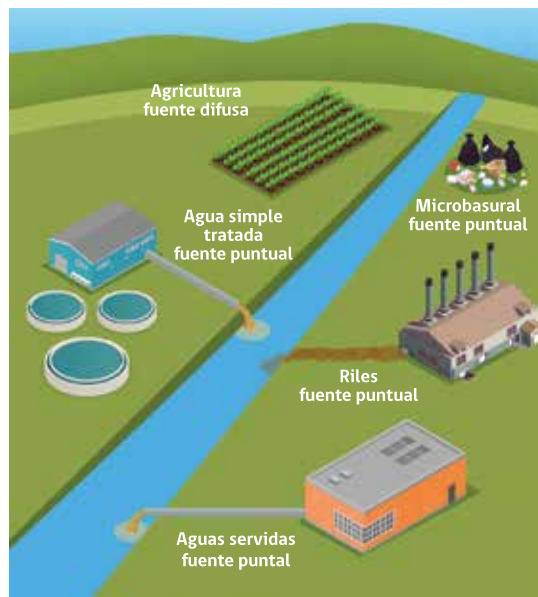 Agricultura
fuente difusa
Microbasural
fuente puntual
Agua simple
tratada
fuente puntual
Riles
fuente puntual
Aguas servidas
fuente puntal